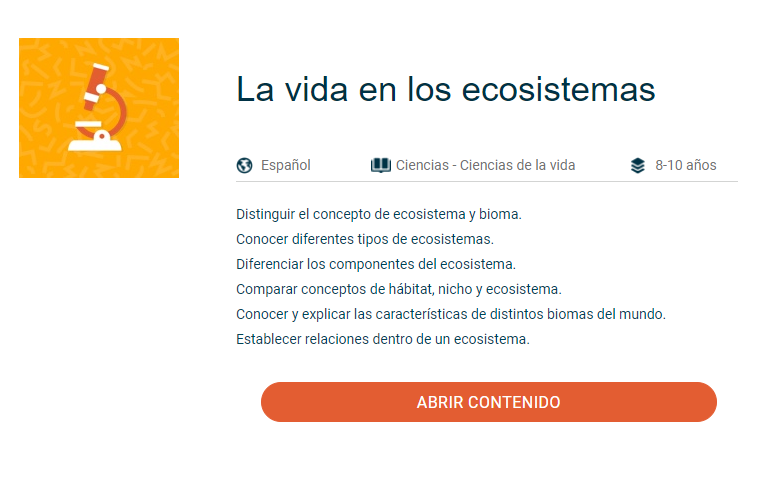 La vida en los ecosistemas
Español
Ciencias - Ciencias de la vida
8-10 años
Distinguir el concepto de ecosistema y bioma.
Conocer diferentes tipos de ecosistemas.
Diferenciar los componentes del ecosistema.
Comparar conceptos de hábitat, nicho y ecosistema.
Conocer y explicar las características de distintos biomas del mundo.
Establecer relaciones dentro de un ecosistema.
ABRIR CONTENIDO